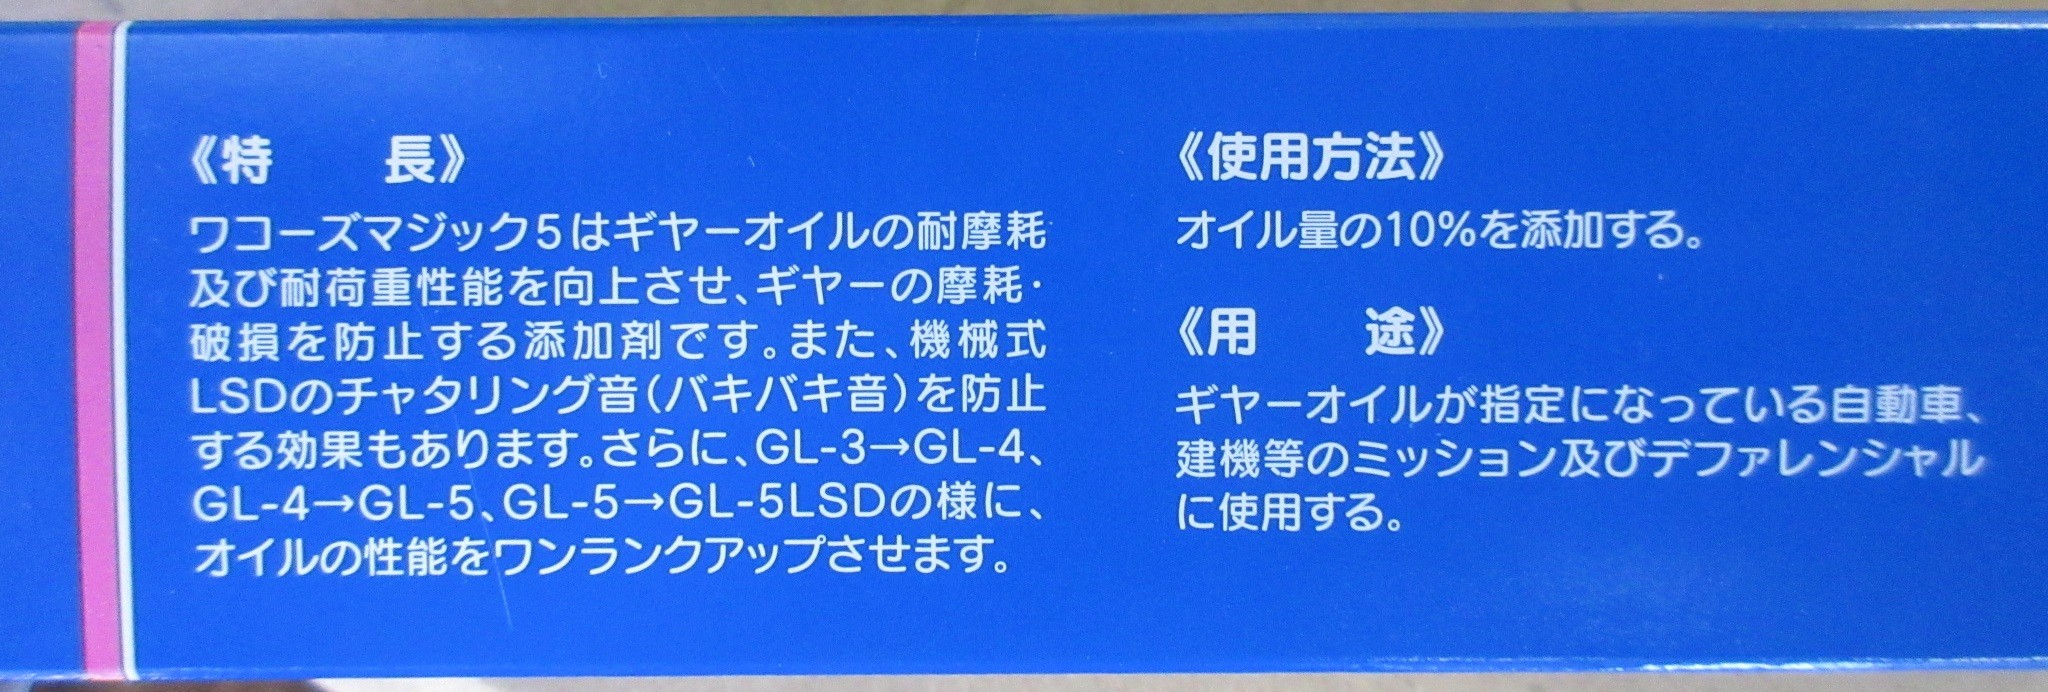 《特　　長》
ワコーズマジック5はギヤーオイルの耐摩耗
及び耐荷重性能を向上させ、ギヤーの摩耗・
破損を防止する添加剤です。また、機械式
LSDのチャタリング音(バキバキ音)を防止
する効果もあります。さらに、GL-3→GL-4、
GL-4→GL-5、GL-5→GL-5LSDの様に、
オイルの性能をワンランクアップさせます。
《使用方法》
オイル量の10%を添加する。
《用　　途》
ギヤーオイルが指定になっている自動車、
建機等のミッション及びデファレンシャル
に使用する。